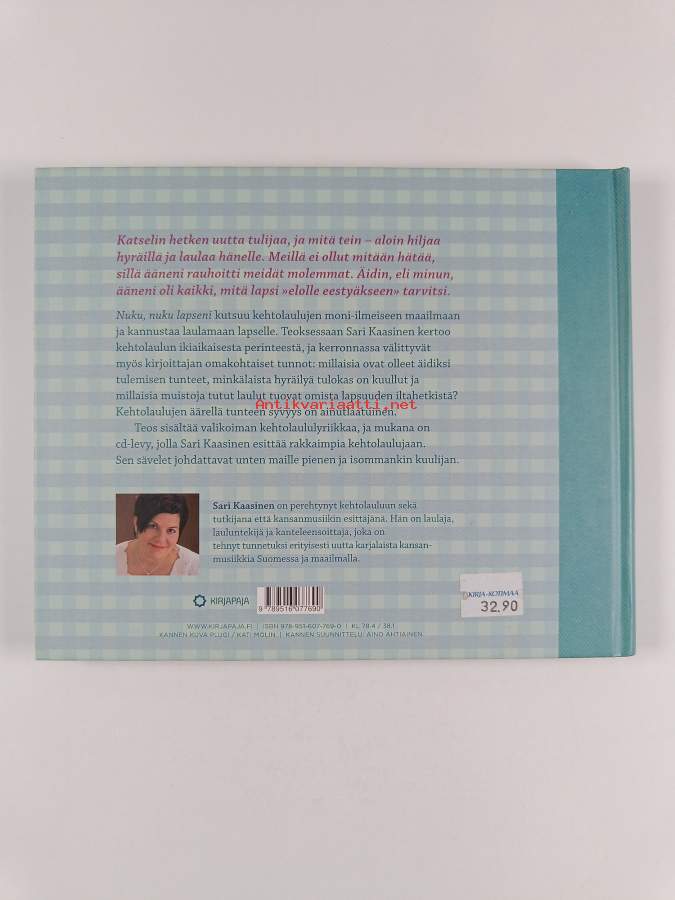 Katselin hetken uutta tulijaa, ja mitä tein – aloin hiljaa
hyräillä ja laulaa hänelle. Meillä ei ollut mitään hätää,
sillä ääneni rauhoitti meidät molemmat. Äidin, eli minun,
ääneni oli kaikki, mitä lapsi »elolle eestyäkseen» tarvitsi.
Nuku, nuku lapseni kutsuu kehtolaulujen moni-ilmeiseen maailmaan
ja kannustaa laulamaan lapselle. Teoksessaan Sari Kaasinen kertoo
kehtolaulun ikiaikaisesta perinteestä, ja kerronnassa välittyvät
myös kirjoittajan omakohtaiset tunnot: millaisia ovat olleet äidiksi
tulemisen tunteet, minkälaista hyräilyä tulokas on kuullut ja
millaisia muistoja tutut laulut tuovat omista lapsuuden iltahetkistä?
Antikvariaatti.net
Kehtolaulujen äärellä tunteen syvyys on ainutlaatuinen.
Teos sisältää valikoiman kehtolaululyriikkaa, ja mukana on
cd-levy, jolla Sari Kaasinen esittää rakkaimpia kehtolaulujaan.
Sen sävelet johdattavat unten maille pienen ja isommankin kuulijan.
Sari Kaasinen on perehtynyt kehtolauluun sekä
tutkijana että kansanmusiikin esittäjänä. Hän on laulaja,
lauluntekijä ja kanteleensoittaja, joka on
tehnyt tunnetuksi erityisesti uutta karjalaista kansan-
musiikkia Suomessa ja maailmalla.
KIRJAPAJA
9 789516 077690
KIRJA-KOTIMAA
32.90
WWW.KIRJAPAJA.FI | ISBN 978-951-607-769-0 | KL 78.4 / 38.1
KANNEN KUVA PLUGI / KATI MOLIN | KANNEN SUUNNITTELU: AINO AHTIAINEN